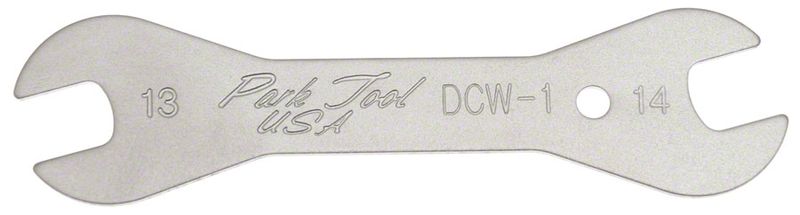 13
Park Tool
USA
DCW-1
14